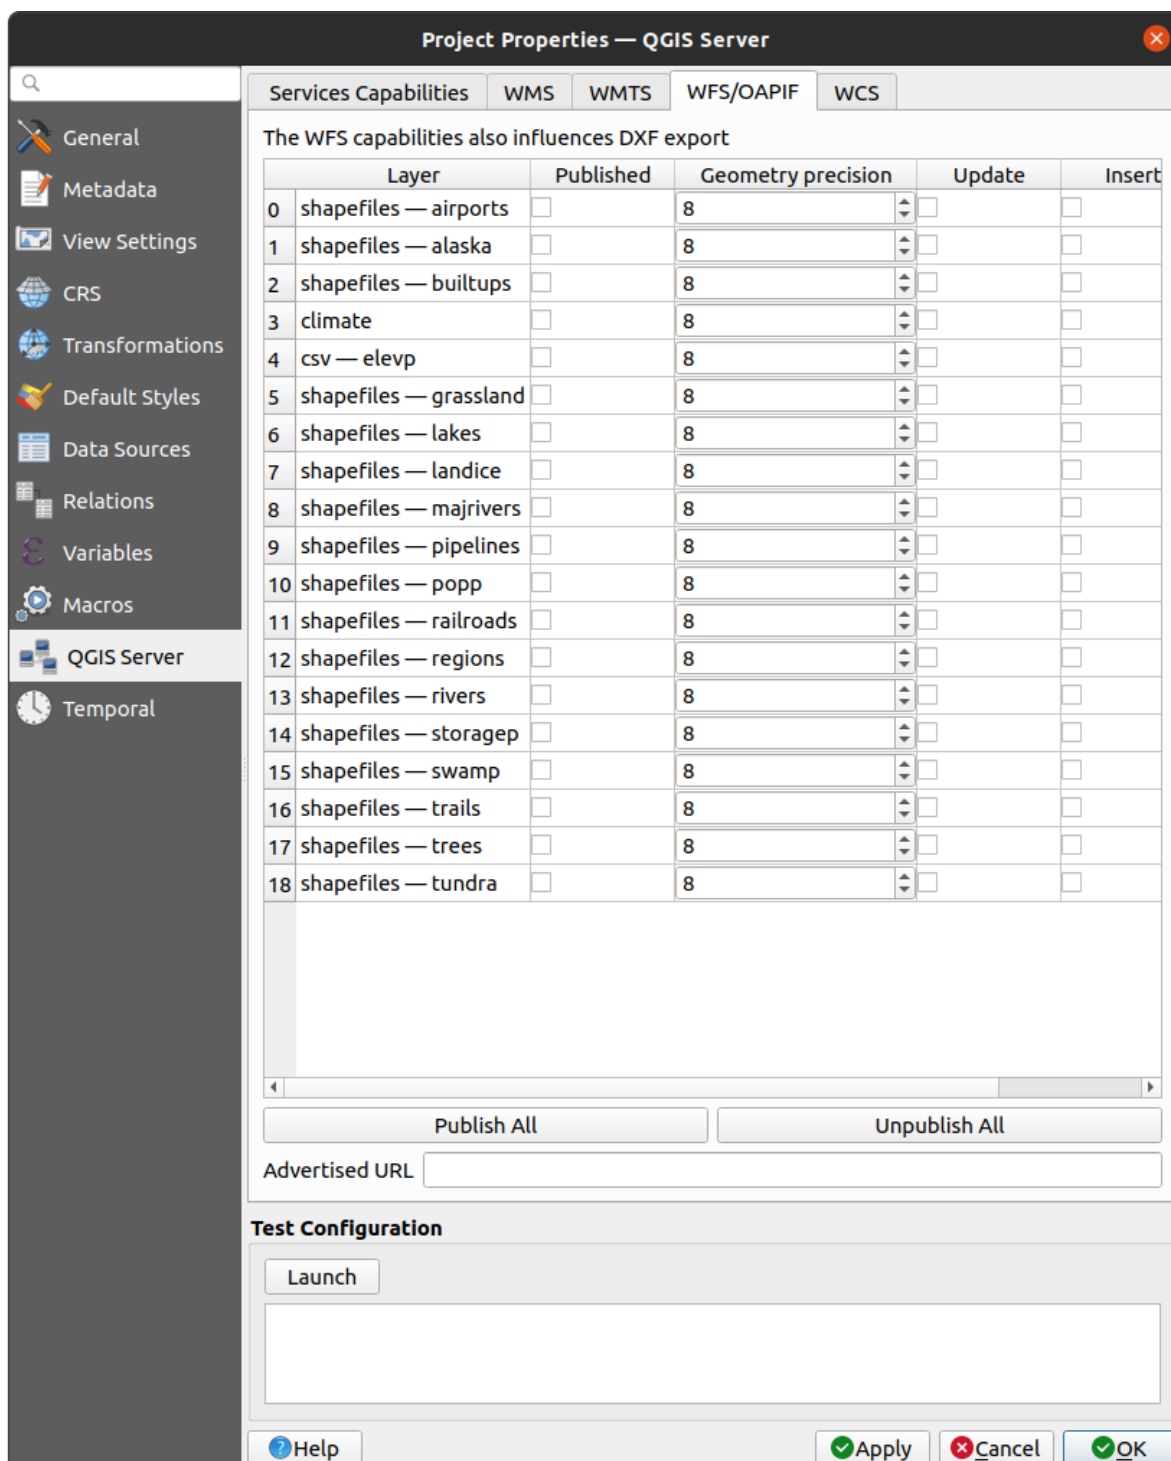 Project Properties — QGIS Server
General
Metadata
View Settings
CRS
Transformations
Default Styles
Data Sources
Relations
Variables
Macros
QGIS Server
Temporal
Services Capabilities WMS WMTS WFS/OAPIF WCS
The WFS capabilities also influences DXF export
Layer Published Geometry precision Update Insert
0 shapefiles — airports 8
1 shapefiles — alaska 8
2 shapefiles — builtups 8
3 climate 8
4 csv — elevp 8
5 shapefiles — grassland 8
6 shapefiles — lakes 8
7 shapefiles — landice 8
8 shapefiles — majrivers 8
9 shapefiles — pipelines 8
10 shapefiles — popp 8
11 shapefiles — railroads 8
12 shapefiles — regions 8
13 shapefiles — rivers 8
14 shapefiles — storagep 8
15 shapefiles — swamp 8
16 shapefiles — trails 8
17 shapefiles — trees 8
18 shapefiles — tundra 8
Publish All Unpublish All
Advertised URL
Test Configuration
Launch
Help Apply Cancel OK